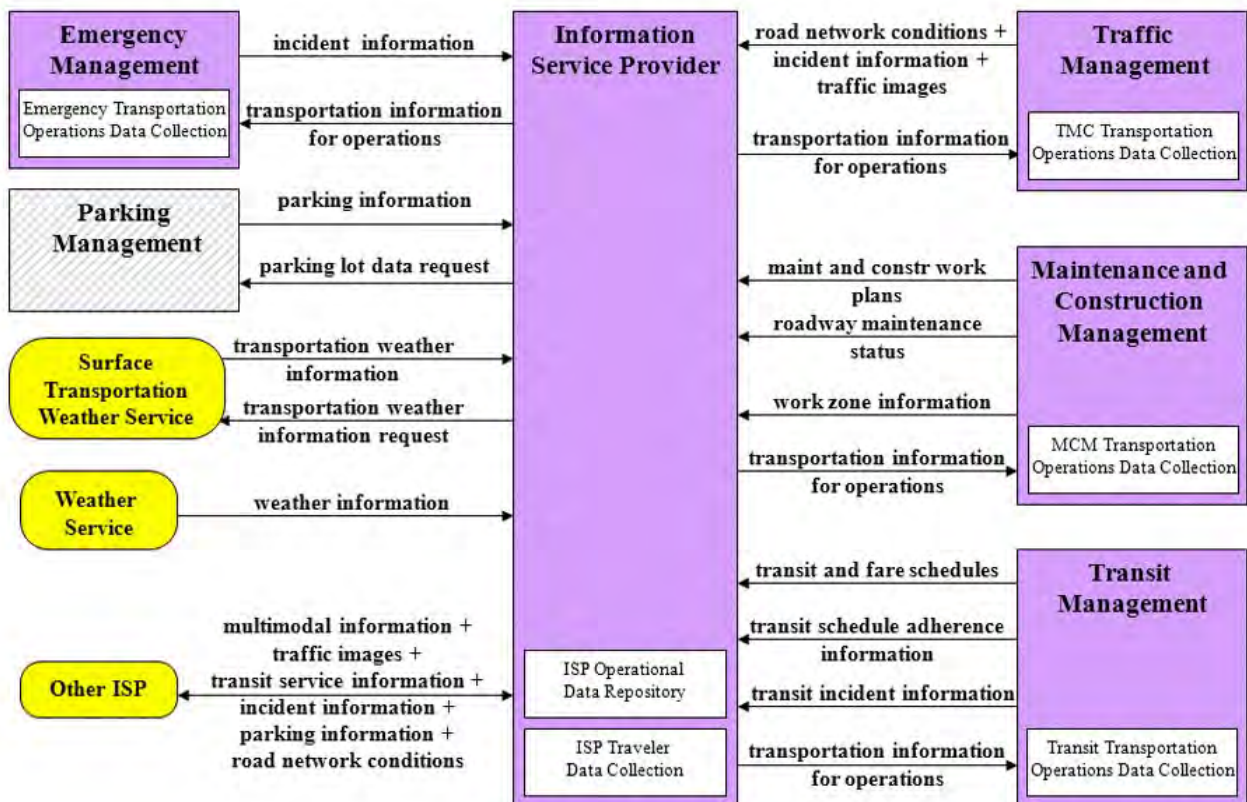 Emergency
Management
Emergency Transportation
Operations Data Collection
incident information
transportation information
for operations
Parking
Management
parking information
parking lot data request
Surface
Transportation
Weather Service
transportation weather
information
transportation weather
information request
Weather
Service
weather information
Other ISP
multimodal information +
traffic images +
transit service information +
incident information +
parking information +
road network conditions
Information
Service Provider
ISP Operational
Data Repository
ISP Traveler
Data Collection
road network conditions +
incident information +
traffic images
transportation information
for operations
Traffic
Management
TMC Transportation
Operations Data Collection
maint and constr work
plans
roadway maintenance
status
work zone information
transportation information
for operations
Maintenance and
Construction
Management
MCM Transportation
Operations Data Collection
transit and fare schedules
transit schedule adherence
information
transit incident information
transportation information
for operations
Transit
Management
Transit Transportation
Operations Data Collection